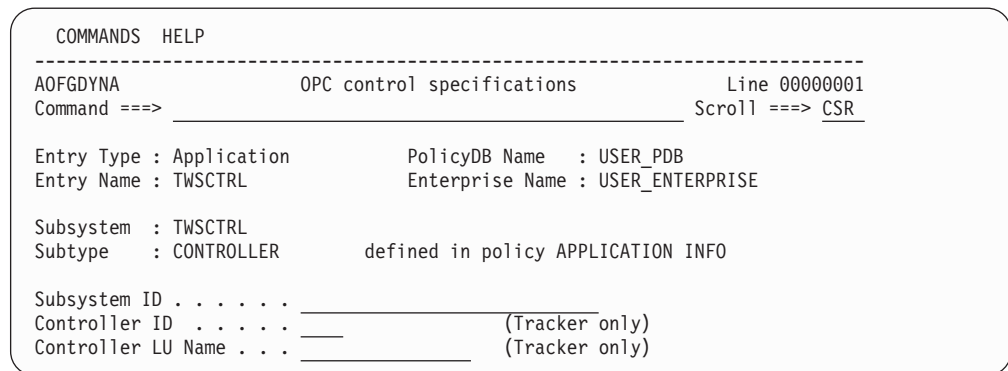 COMMANDS HELP
-------------------------------------------------------------------------------
AOFGDYNA OPC control specifications Line 00000001
Command ===> Scroll ===> CSR
Entry Type : Application PolicyDB Name : USER_PDB
Entry Name : TWSCTRL Enterprise Name : USER_ENTERPRISE
Subsystem : TWSCTRL
Subtype : CONTROLLER defined in policy APPLICATION INFO
Subsystem ID . . . . . .
Controller ID . . . . . (Tracker only)
Controller LU Name . . . (Tracker only)